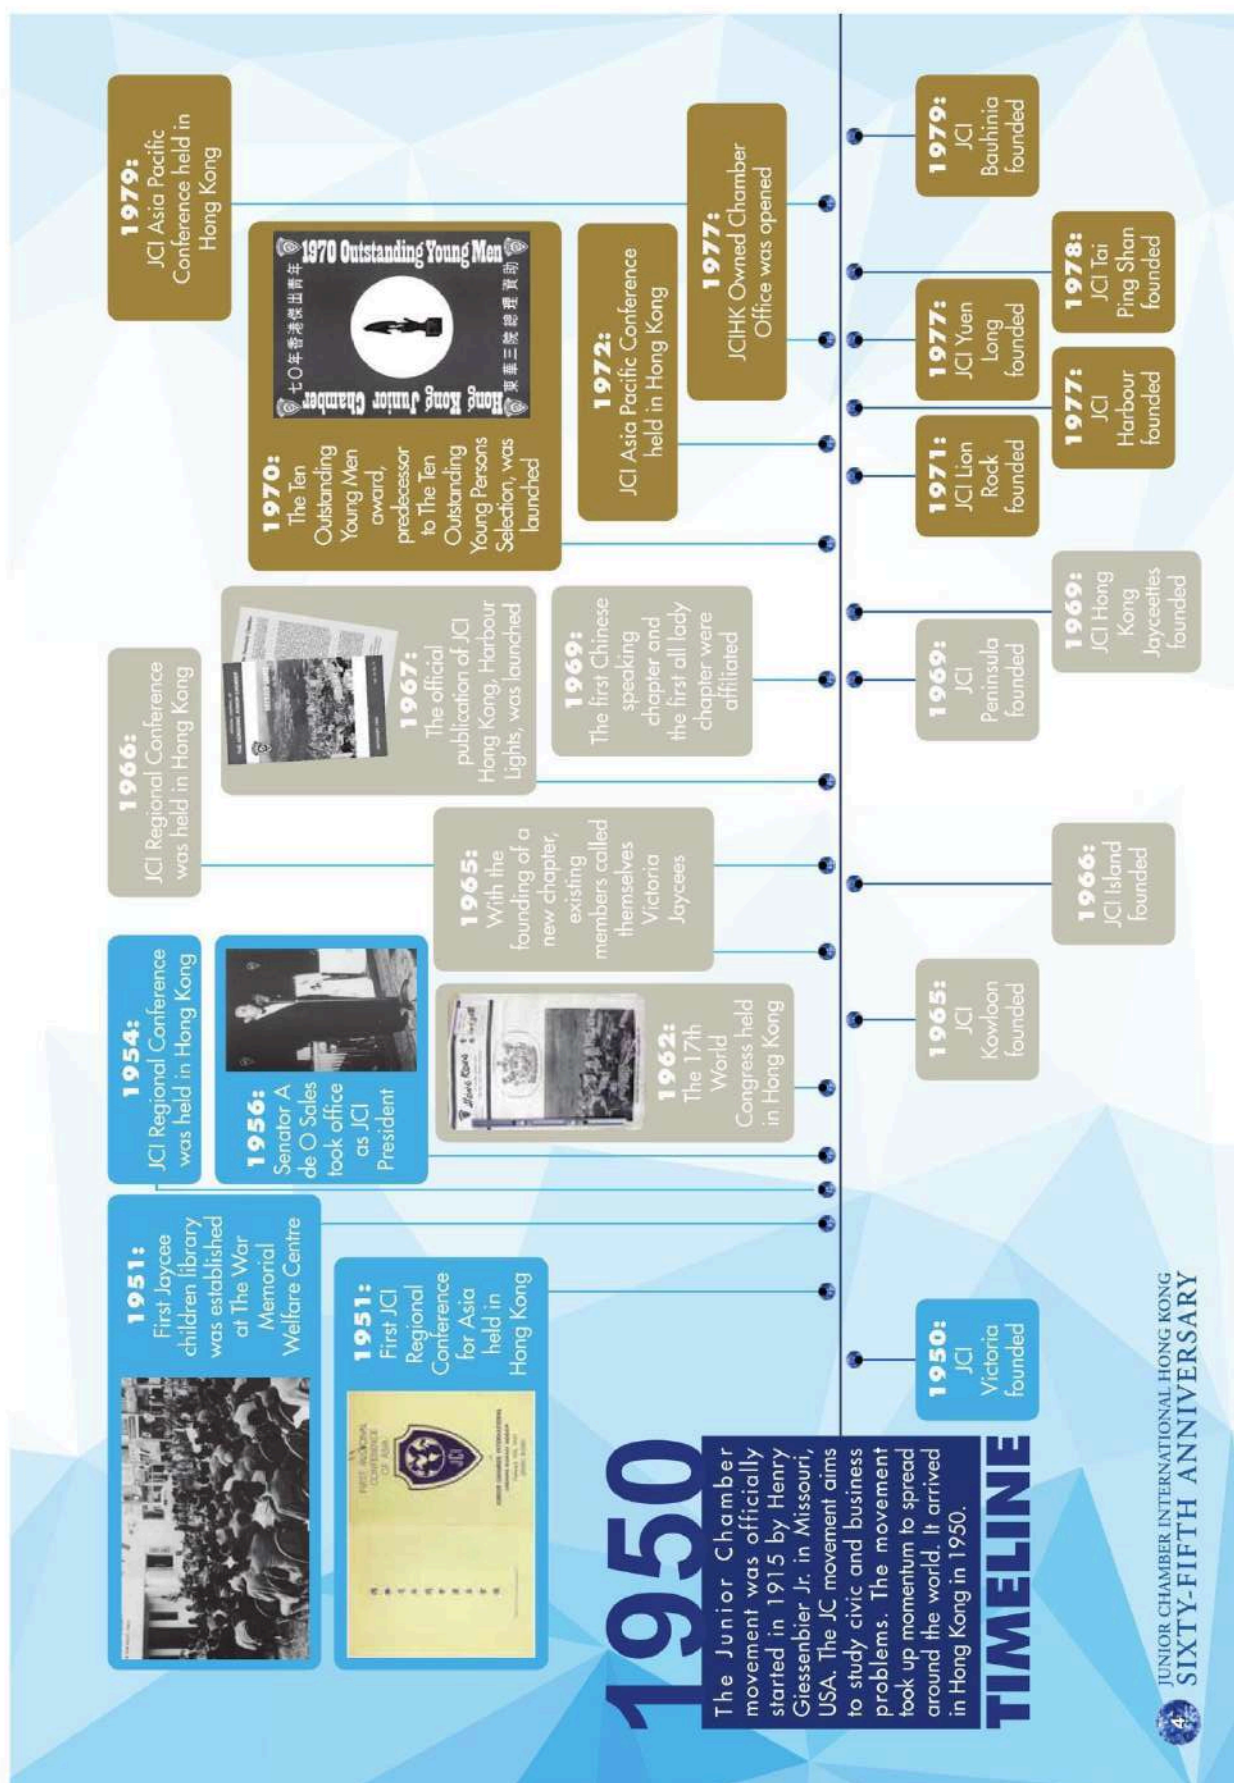 1950
The Junior Chamber
movement was officially
started in 1915 by Henry
Giessenbier Jr. in Missouri,
USA. The JC movement aims
to study civic and business
problems. The movement
took up momentum to spread
around the world. It arrived
in Hong Kong in 1950.
TIMELINE
1951:
First Jaycee
children library
was established
at The War
Memorial
Welfare Centre
FIRST REGIONAL
CONFERENCE
OF ASIA
JCI
1951:
First JCI
Regional
Conference
for Asia
held in
Hong Kong
1954:
JCI Regional Conference
was held in Hong Kong
1956:
Senator A
de O Sales
took office
as JCI
President
Hong Kong
1962:
The 17th
World
Congress held
in Hong Kong
1965:
With the
founding of a
new chapter,
existing
members called
themselves
Victoria
Jaycees
1966:
JCI Regional Conference
was held in Hong Kong
1967:
The official
publication of JCI
Hong Kong, Harbour
Lights, was launched
1969:
The first Chinese
speaking
chapter and
the first all lady
chapter were
affiliated
1970:
The Ten
Outstanding
Young Men
award,
predecessor
to The Ten
Outstanding
Young Persons
Selection, was
launched
七〇年香港傑出青年
1970 Outstanding Young Men
Hong Kong Junior Chamber
東華三院總理資助
1972:
JCI Asia Pacific Conference
held in Hong Kong
1977:
JCIHK Owned Chamber
Office was opened
1979:
JCI Asia Pacific
Conference held in
Hong Kong
1950:
JCI
Victoria
founded
1965:
JCI
Kowloon
founded
1966:
JCI Island
founded
1969:
JCI
Peninsula
founded
1969:
JCI Hong
Kong
Jayceettes
founded
1971:
JCI Lion
Rock
founded
1977:
JCI
Harbour
founded
1977:
JCI Yuen
Long
founded
1978:
JCI Tai
Ping Shan
founded
1979:
JCI
Bauhinia
founded
4
JUNIOR CHAMBER INTERNATIONAL HONG KONG
SIXTY-FIFTH ANNIVERSARY